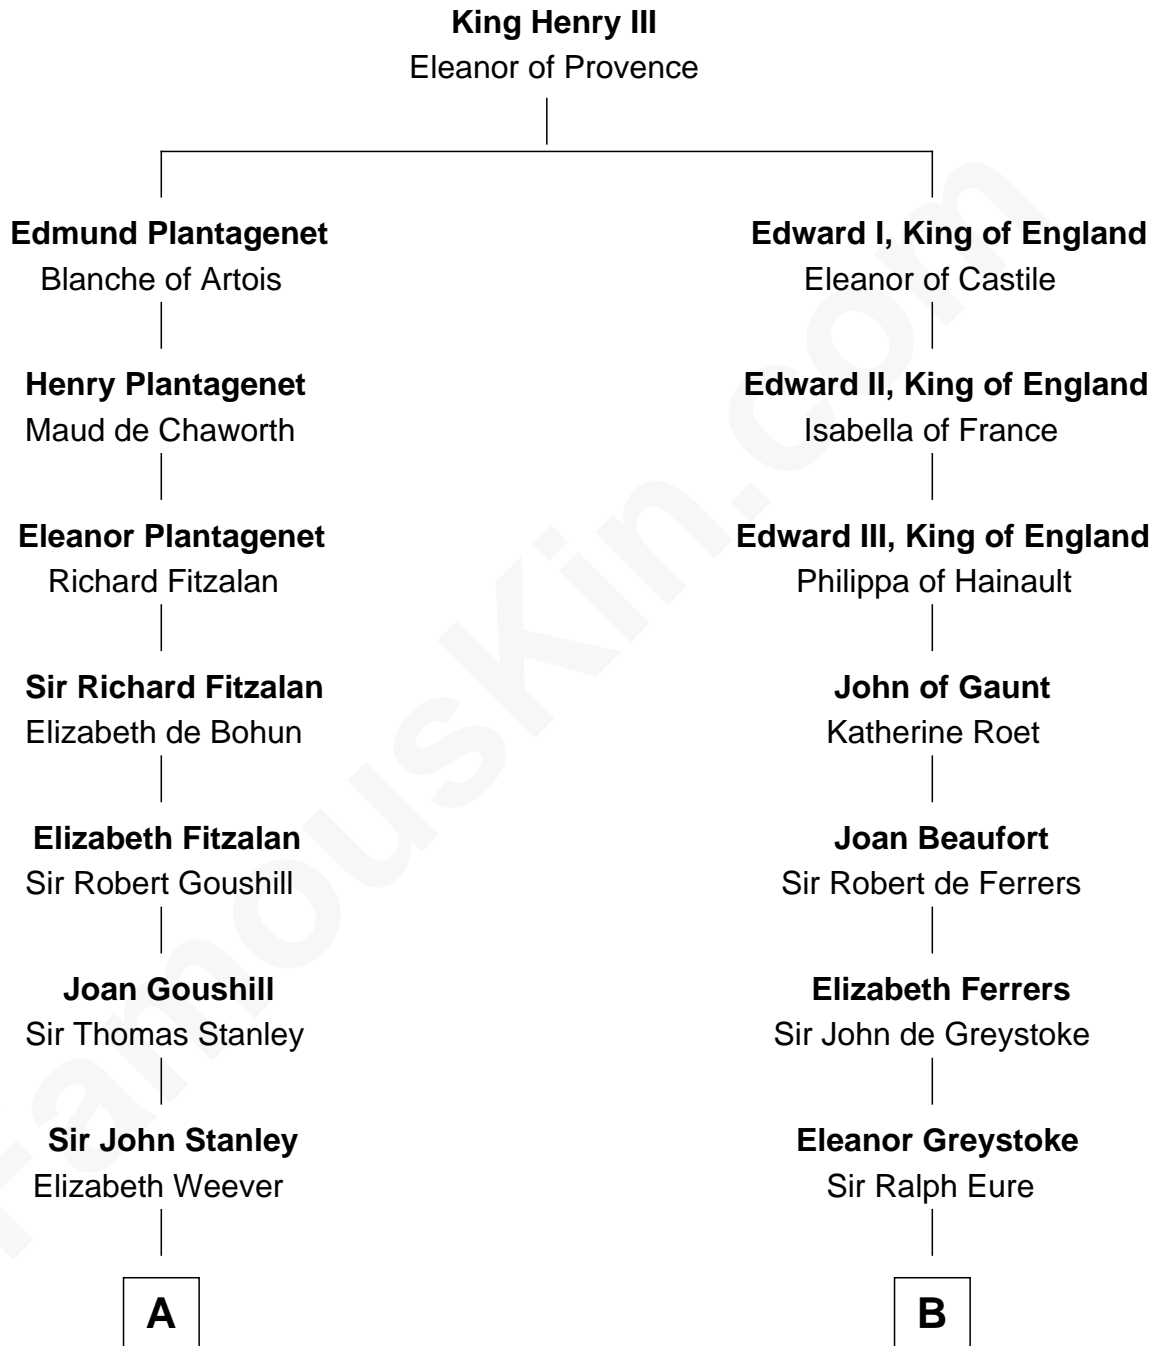 King Henry III
Eleanor of Provence
Edmund Plantagenet
Blanche of Artois
Henry Plantagenet
Maud de Chaworth
Eleanor Plantagenet
Richard Fitzalan
Sir Richard Fitzalan
Elizabeth de Bohun
Elizabeth Fitzalan
Sir Robert Goushill
Joan Goushill
Sir Thomas Stanley
Sir John Stanley
Elizabeth Weever
A
Edward I, King of England
Eleanor of Castile
Edward II, King of England
Isabella of France
Edward III, King of England
Philippa of Hainault
John of Gaunt
Katherine Roet
Joan Beaufort
Sir Robert de Ferrers
Elizabeth Ferrers
Sir John de Greystoke
Eleanor Greystoke
Sir Ralph Eure
B
FamousKin.com